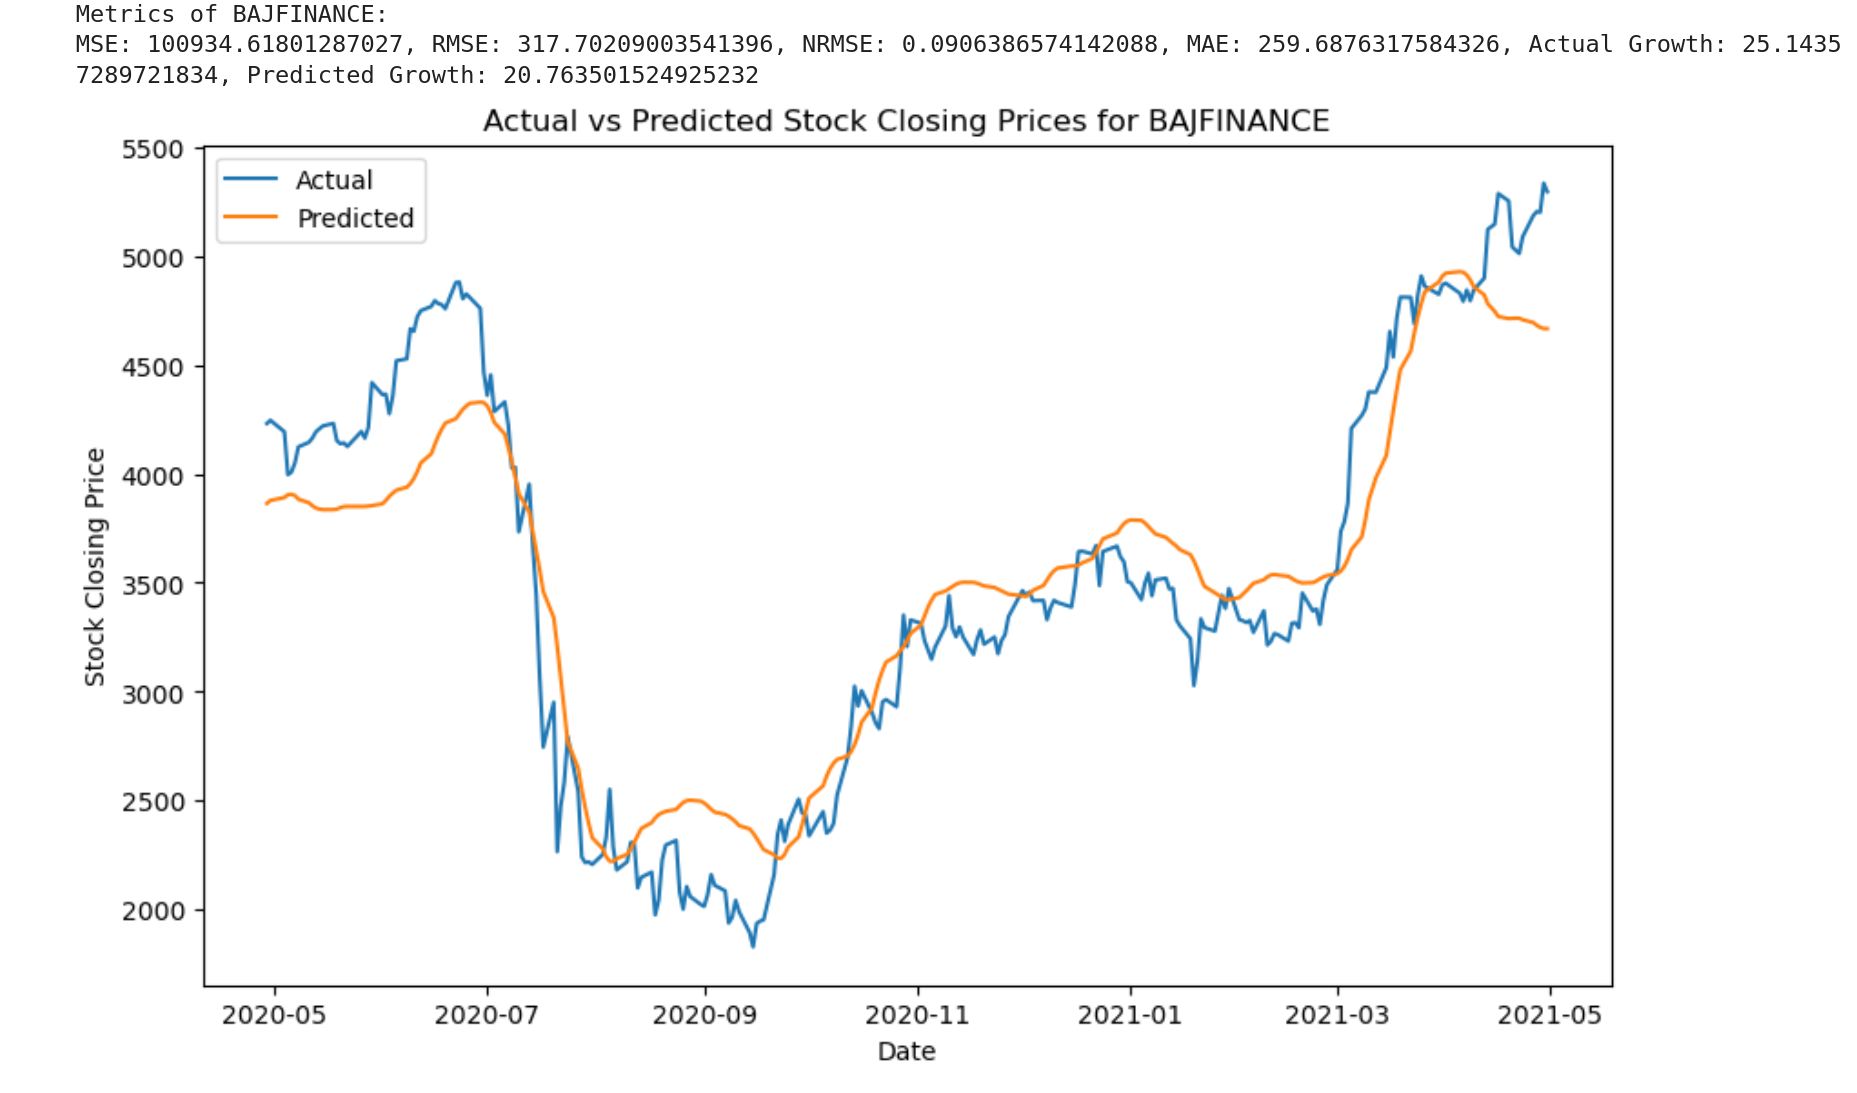 Metrics of BAJFINANCE:
MSE: 100934.61801287027, RMSE: 317.70209003541396, NRMSE: 0.0906386574142088, MAE: 259.6876317584326, Actual Growth: 25.1435
7289721834, Predicted Growth: 20.763501524925232
Actual vs Predicted Stock Closing Prices for BAJFINANCE
Actual
Predicted
5500
5000
4500
4000
3500
3000
2500
2000
Stock Closing Price
2020-05 2020-07 2020-09 2020-11 2021-01 2021-03 2021-05
Date